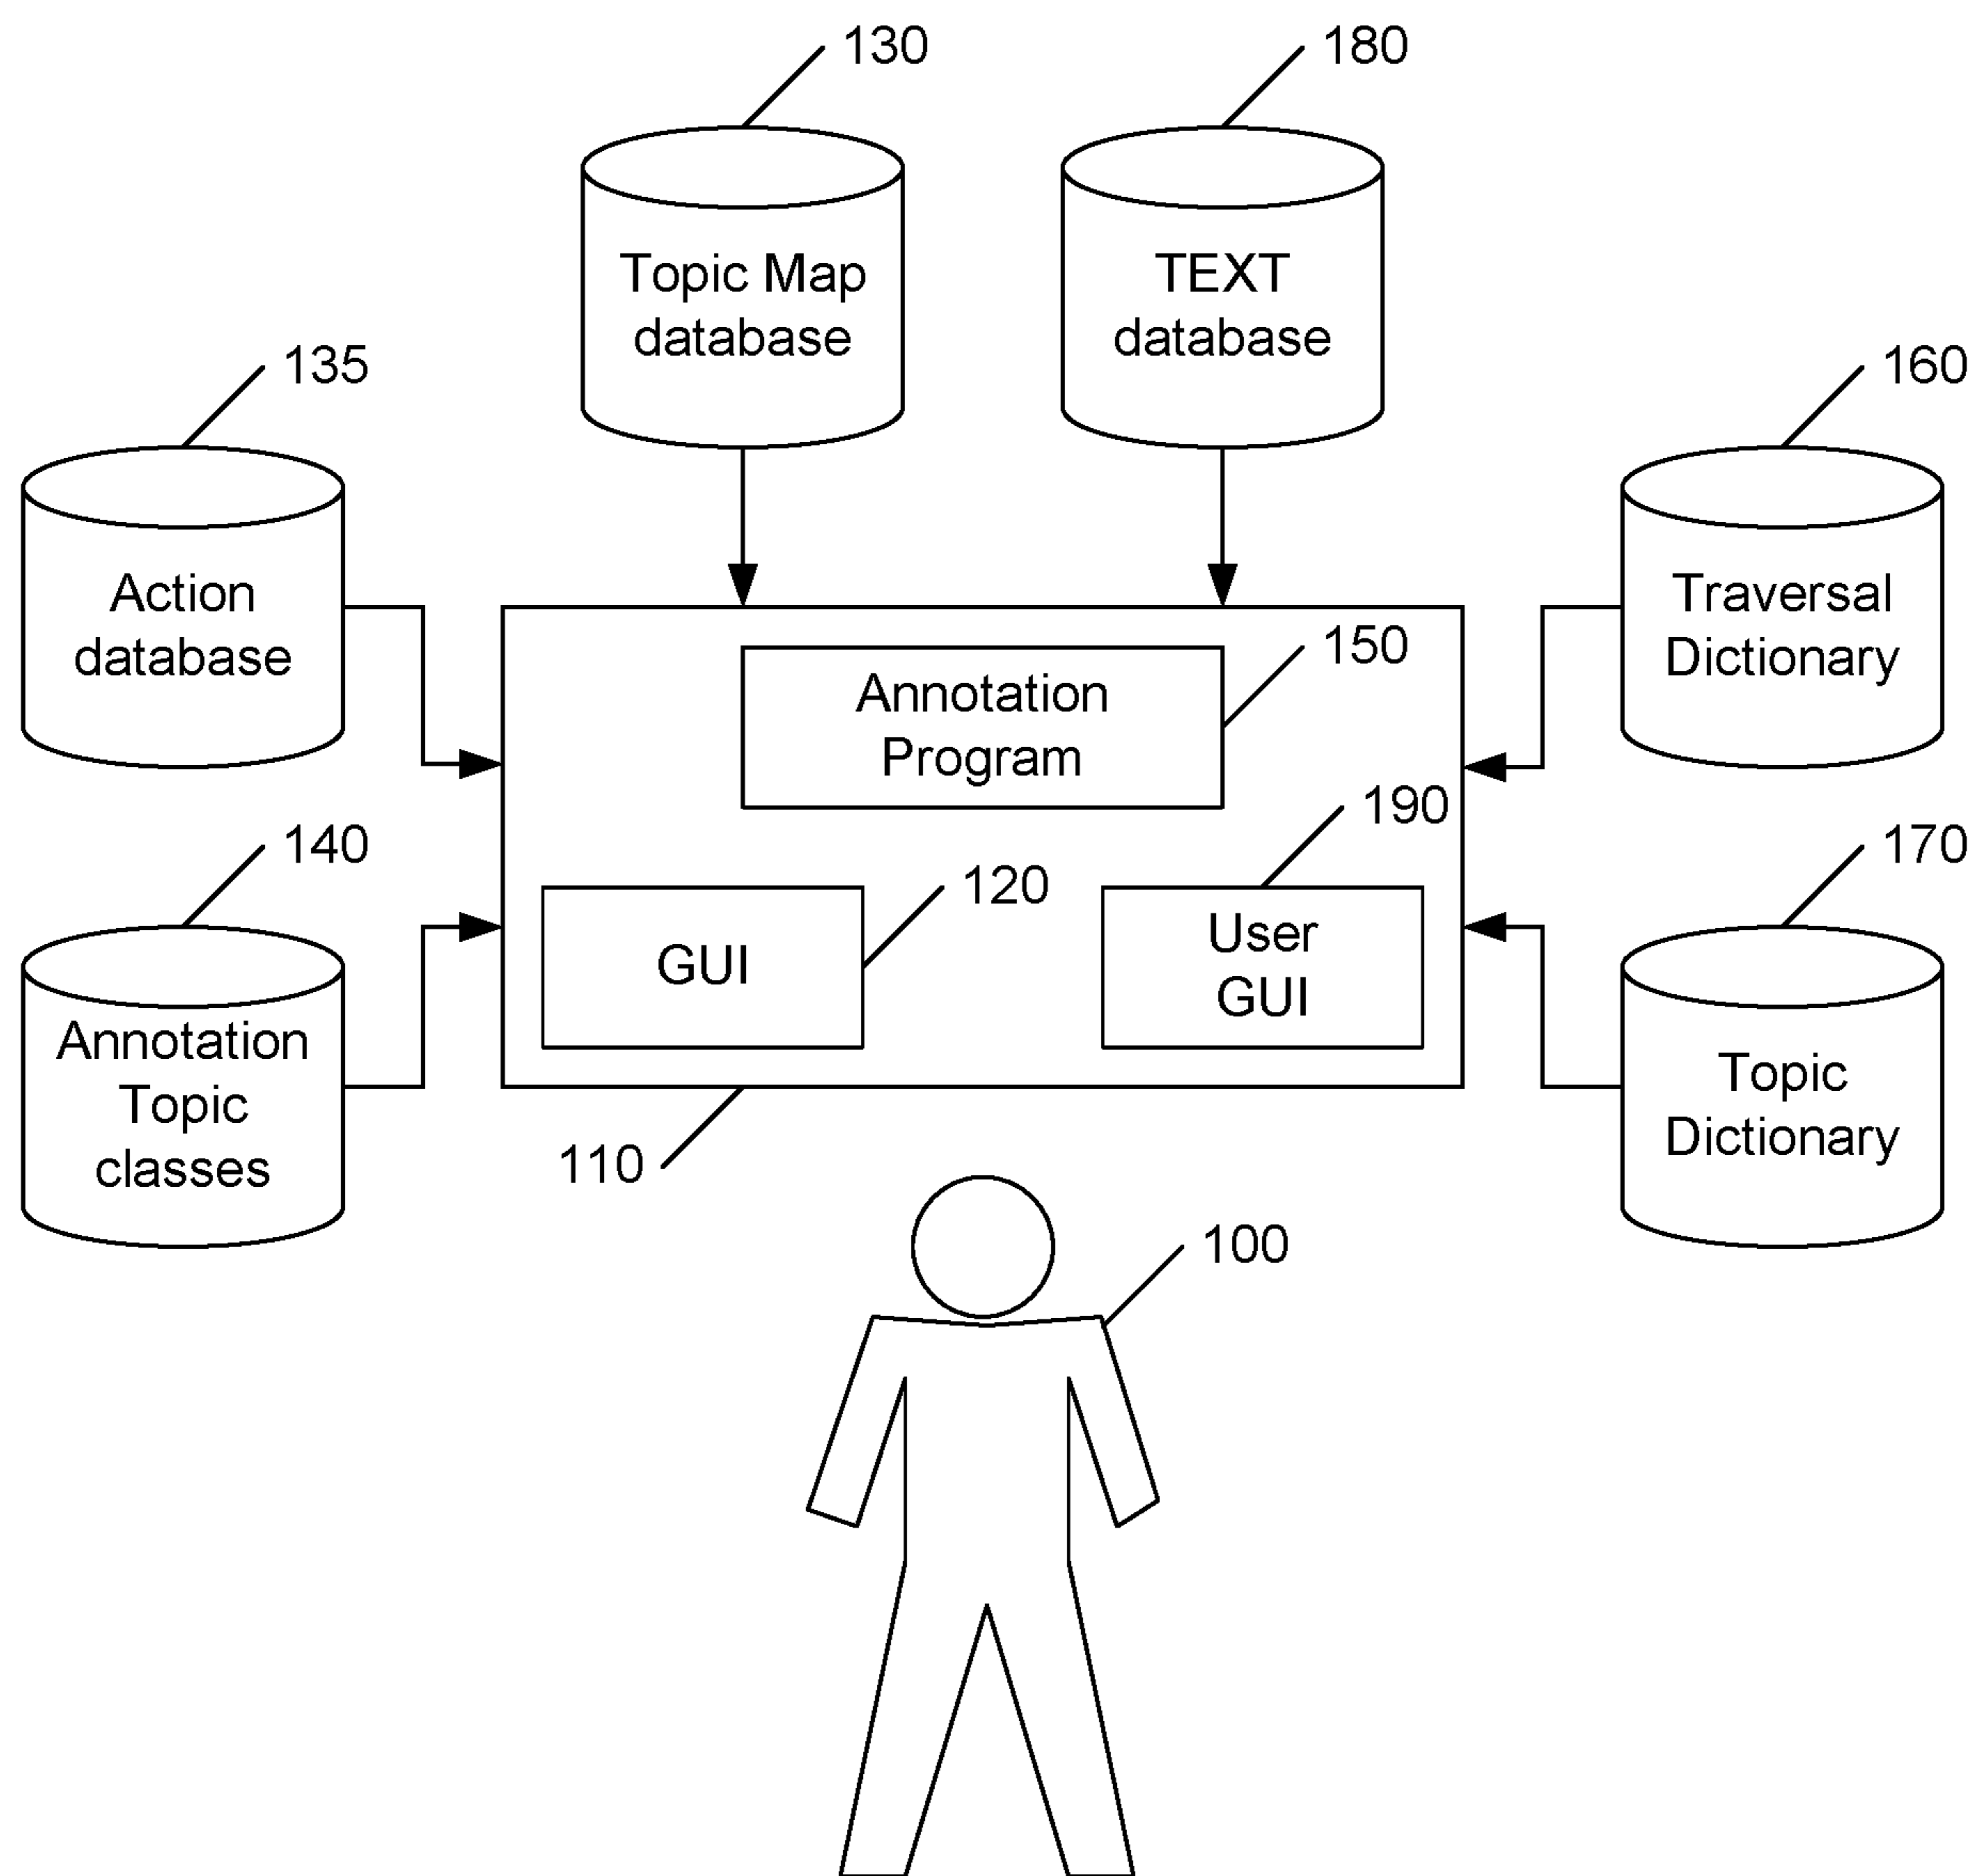 130
180
Topic Map
database
TEXT
database
135
160
Action
database
Traversal
Dictionary
150
Annotation
Program
190
140
120
170
GUI
User
GUI
Annotation
Topic
classes
Topic
Dictionary
110
100